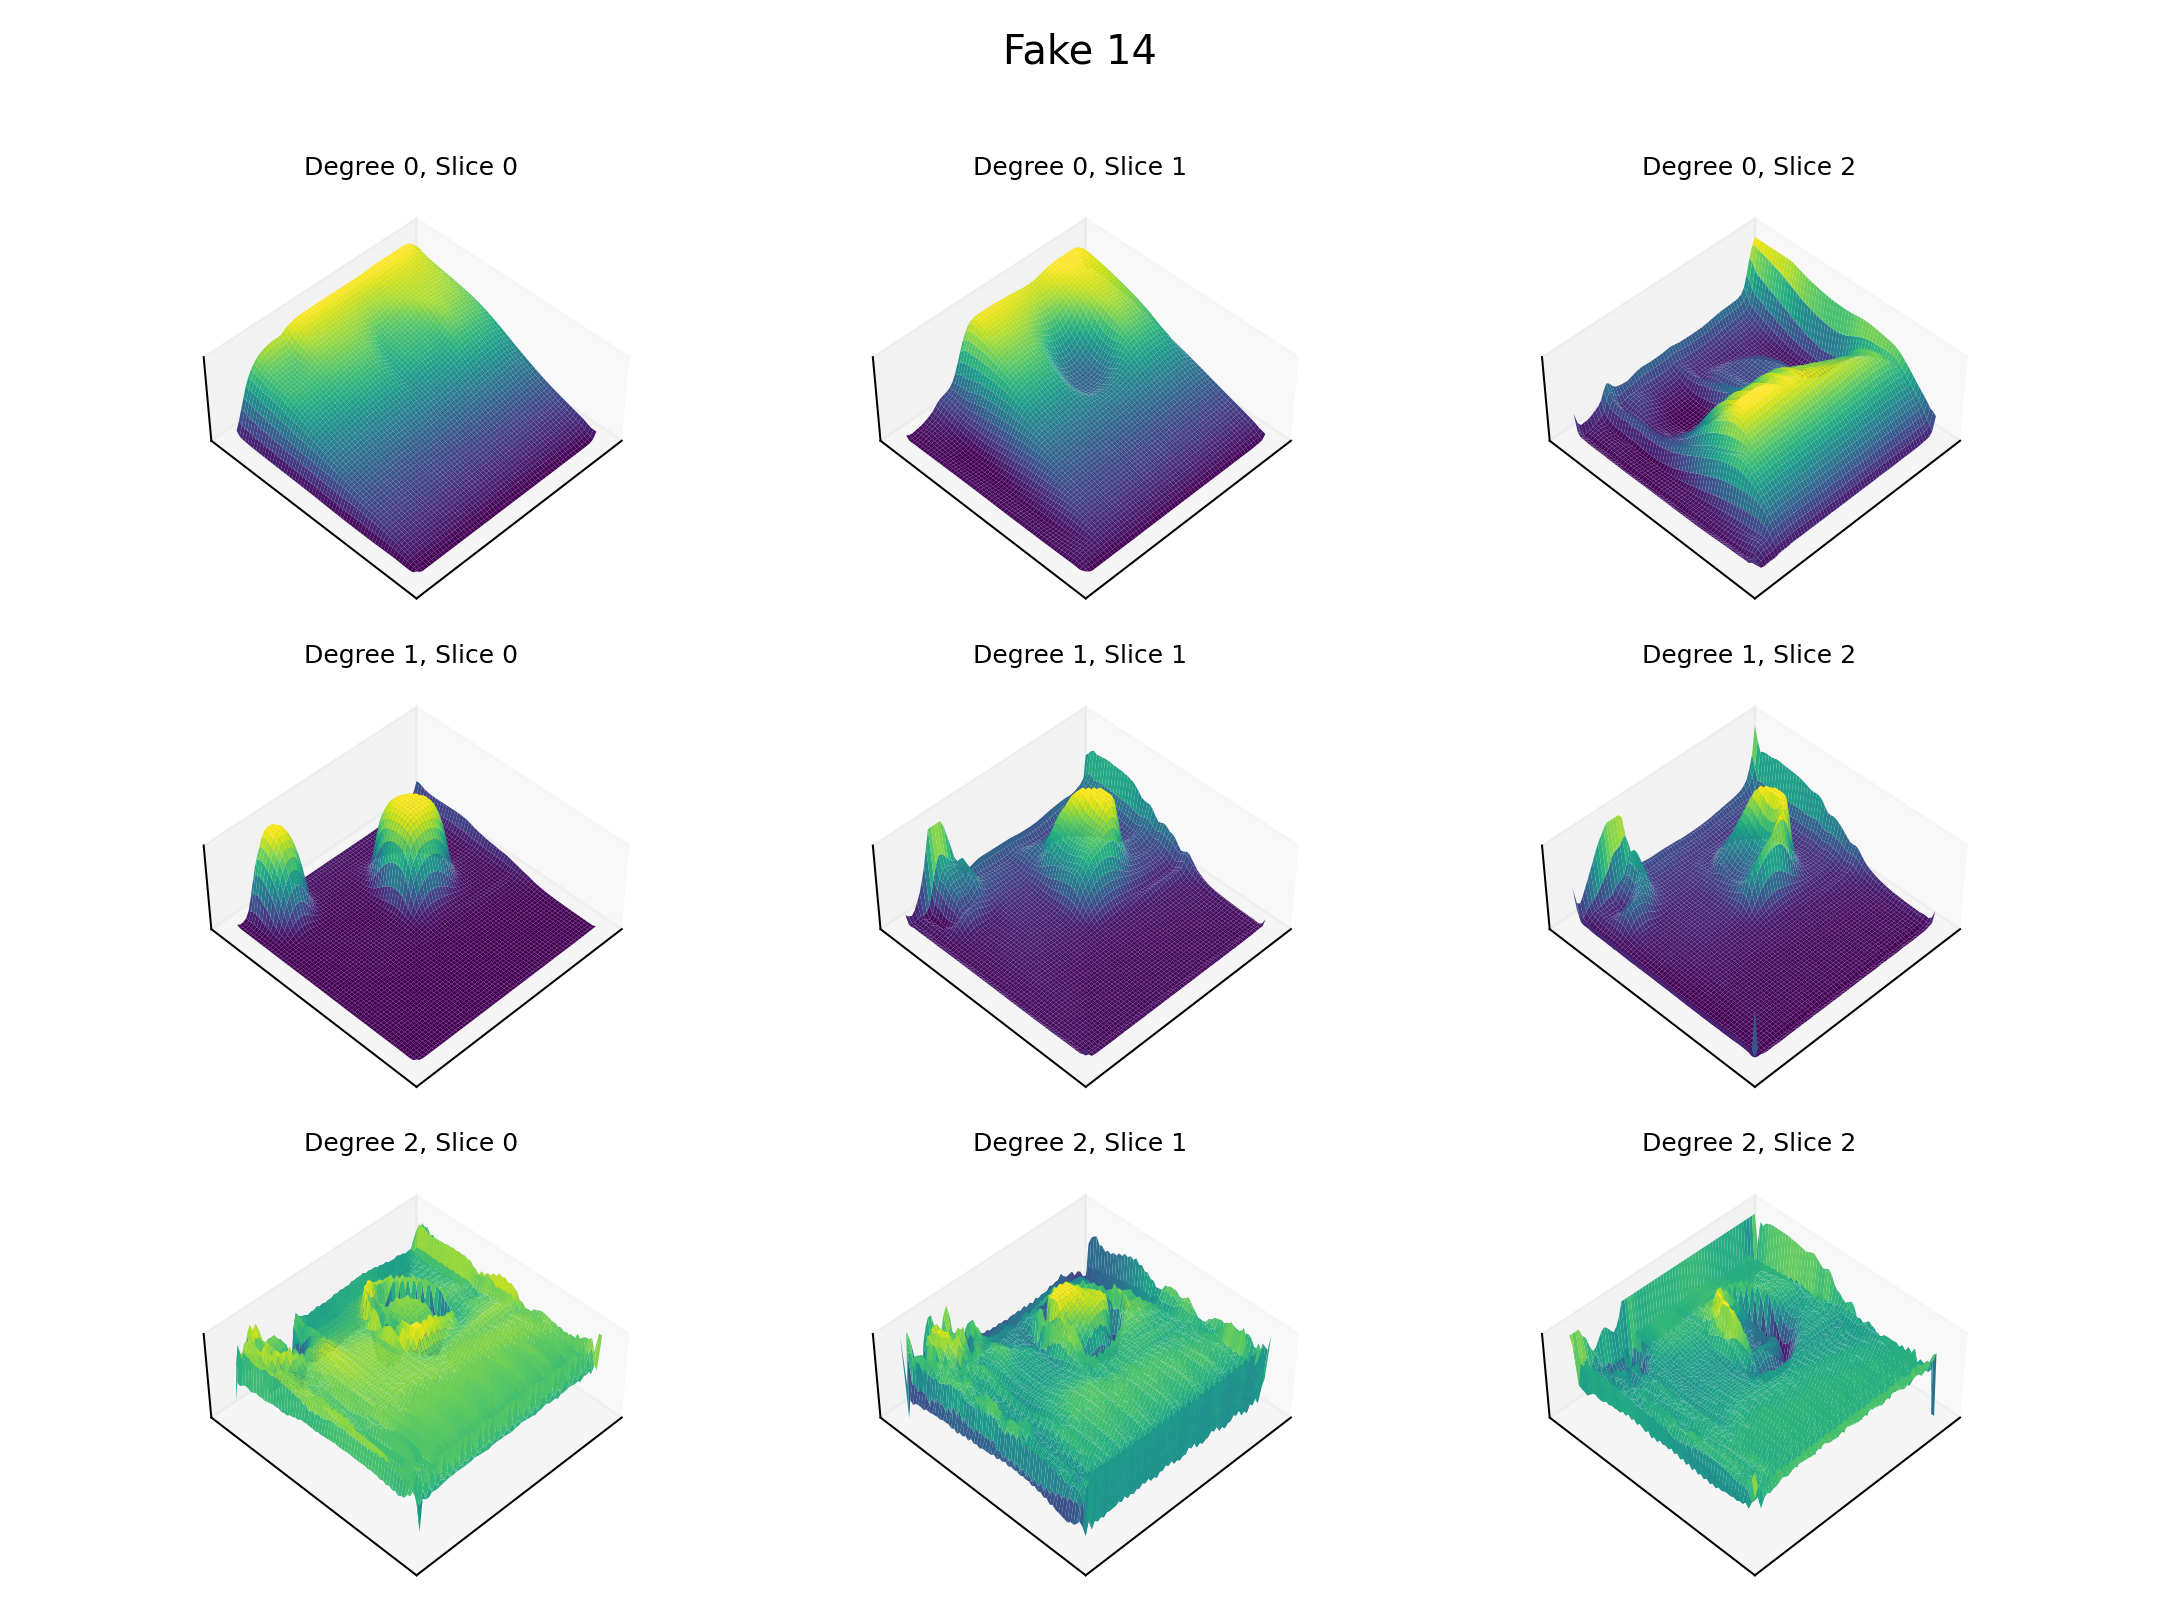 Fake 14
Degree 0, Slice 0
Degree 0, Slice 1
Degree 0, Slice 2
Degree 1, Slice 0
Degree 1, Slice 1
Degree 1, Slice 2
Degree 2, Slice 0
Degree 2, Slice 1
Degree 2, Slice 2